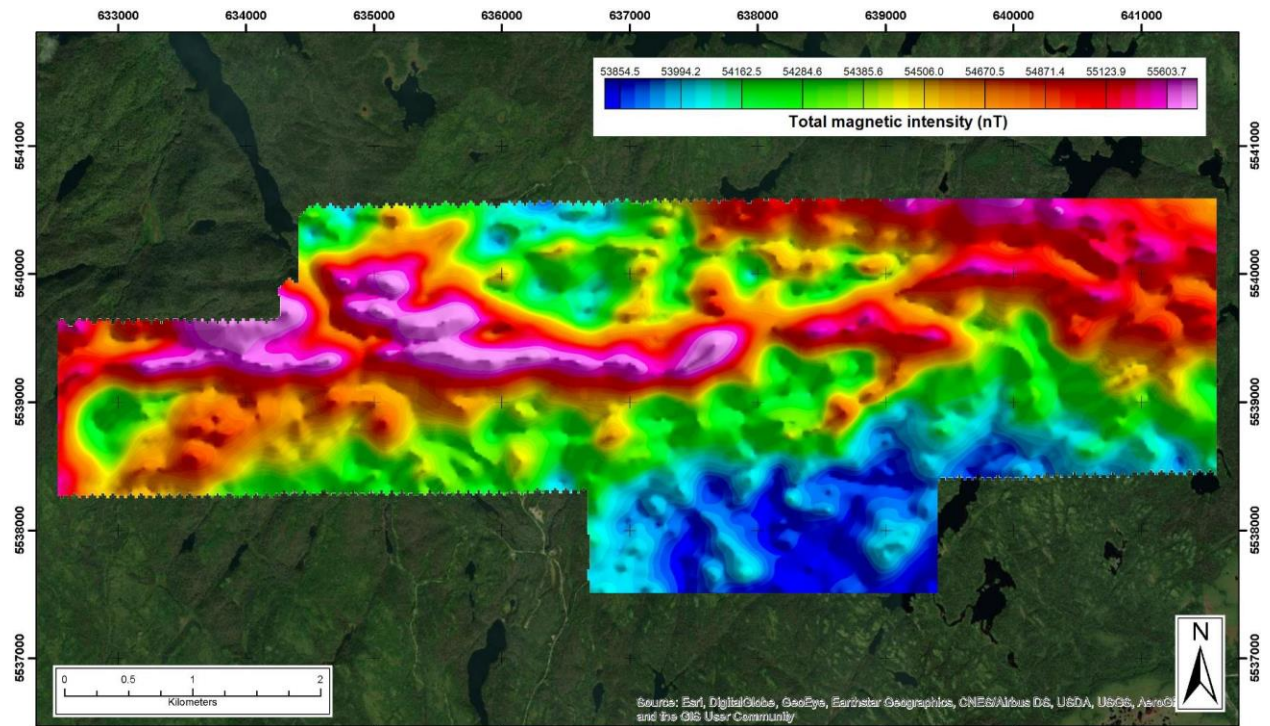 633000 634000 635000 636000 637000 638000 639000 640000 641000
53854.5 53994.2 54162.5 54284.6 54385.6 54506.0 54670.5 54871.4 55123.9 55603.7
Total magnetic intensity (nT)
5541000 5541000
5540000 5540000
5539000 5539000
5538000 5538000
5537000 5537000
N
0 0.5 1 2
Kilometers
Source: Esri, DigitalGlobe, GeoEye, Earthstar Geographics, CNES/Airbus DS, USDA, USGS,
and the GIS User Community